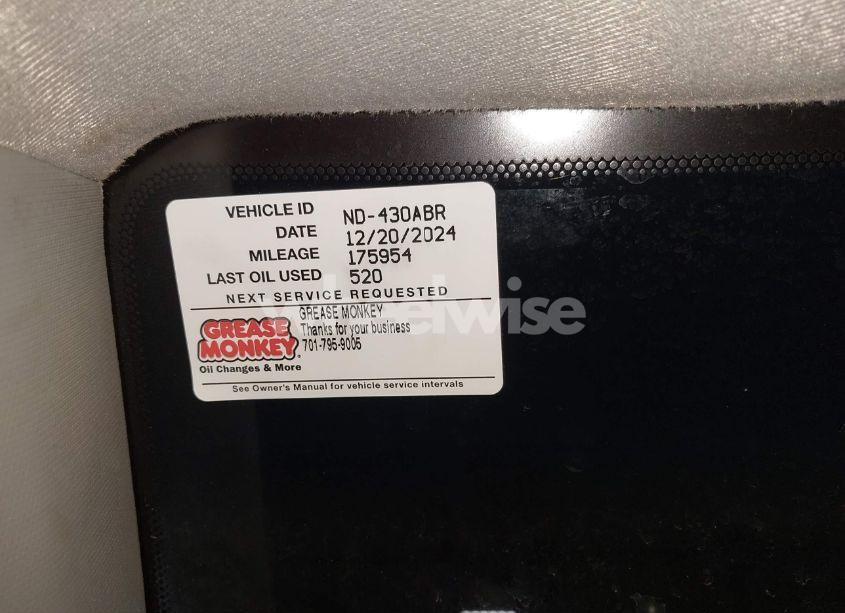 VEHICLE ID ND-430ABR
DATE 12/20/2024
MILEAGE 175954
LAST OIL USED 520
NEXT SERVICE REQUESTED
GREASE MONKEY
Thanks for your business
701-795-9005
GREASE
MONKEY
Oil Changes & More
See Owner's Manual for vehicle service intervals
wheelwise